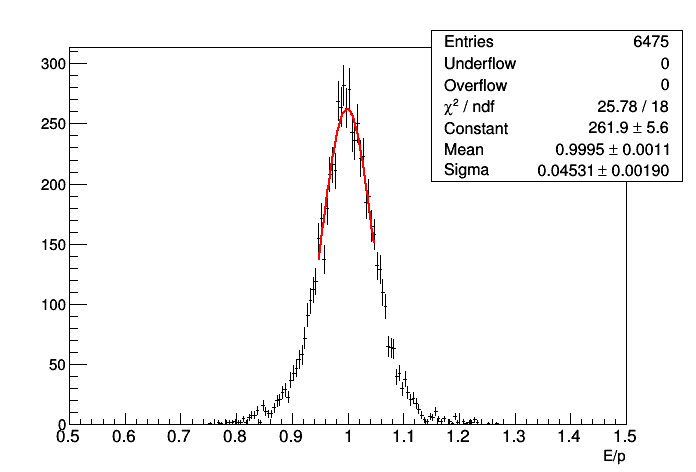 Entries 6475
Underflow 0
Overflow 0
χ² / ndf 25.78 / 18
Constant 261.9 ± 5.6
Mean 0.9995 ± 0.0011
Sigma 0.04531 ± 0.00190
300
250
200
150
100
50
0
0.5 0.6 0.7 0.8 0.9 1 1.1 1.2 1.3 1.4 1.5
E/p